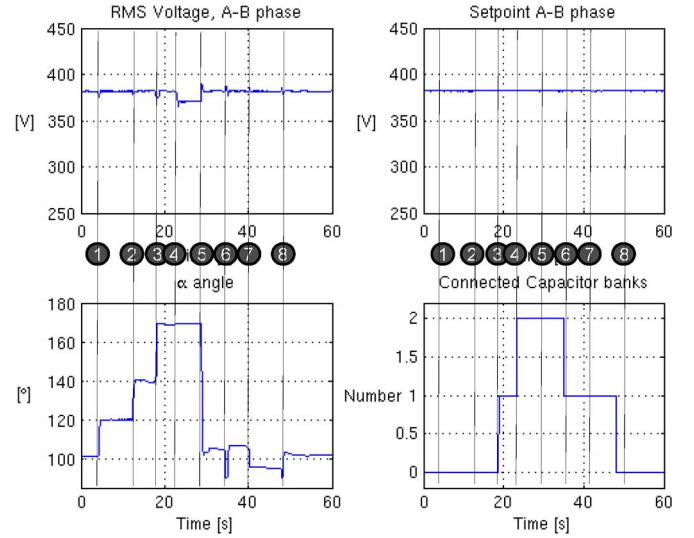 RMS Voltage, A-B phase
Setpoint A-B phase
450
400
350
300
250
[V]
0 20 40 60
450
400
350
300
250
[V]
0 20 40 60
1 2 3 4 5 6 7 8
1 2 3 4 5 6 7 8
α angle
Connected Capacitor banks
180
160
140
120
100
[°]
0 20 40 60
Time [s]
2
1.5
Number 1
0.5
0
0 20 40 60
Time [s]